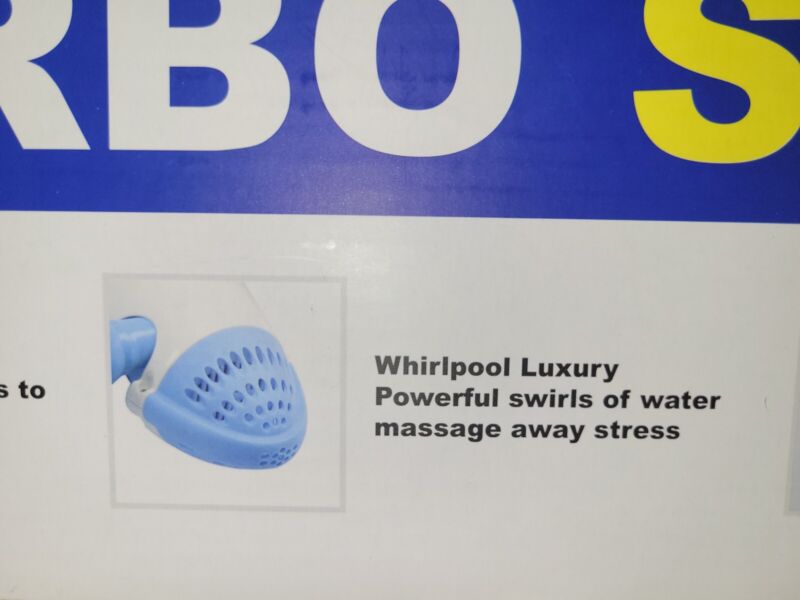 RBO S
s to
Whirlpool Luxury
Powerful swirls of water
massage away stress